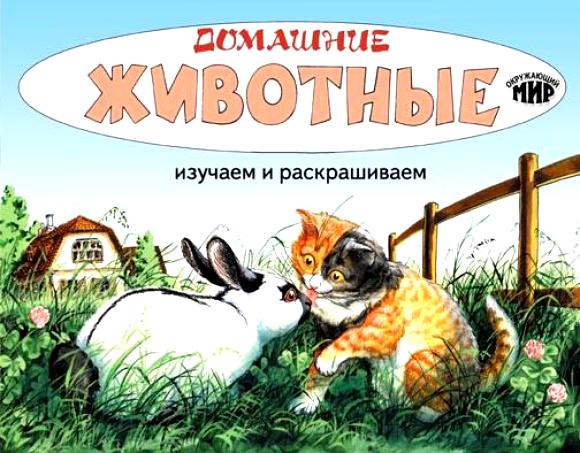 ДОМАШНИЕ
ЖИВОТНЫЕ
ОКРУЖАЮЩИЙ
МИР
изучаем и раскрашиваем